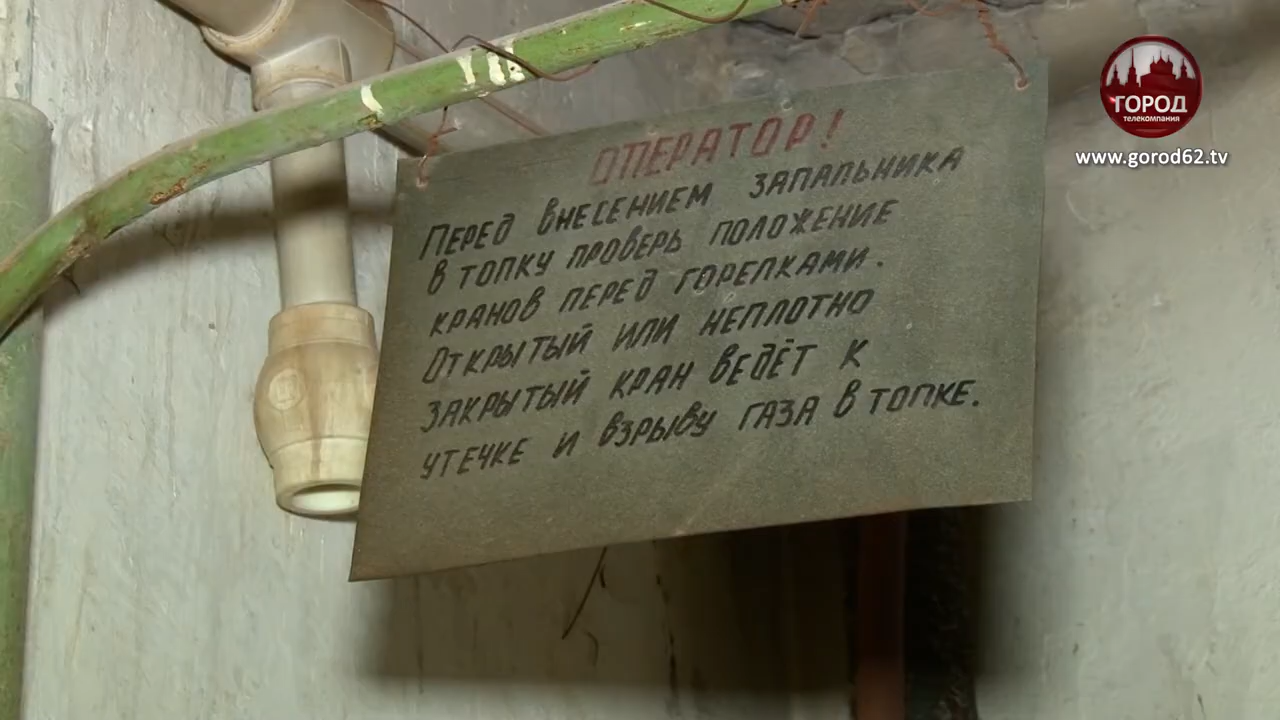 ОПЕРАТОР!
Перед внесением запальника
в топку проверь положение
кранов перед горелками.
Открытый или неплотно
закрытый кран ведёт к
утечке и взрыву газа в топке.
ГОРОД
телекомпания
www.gorod62.tv